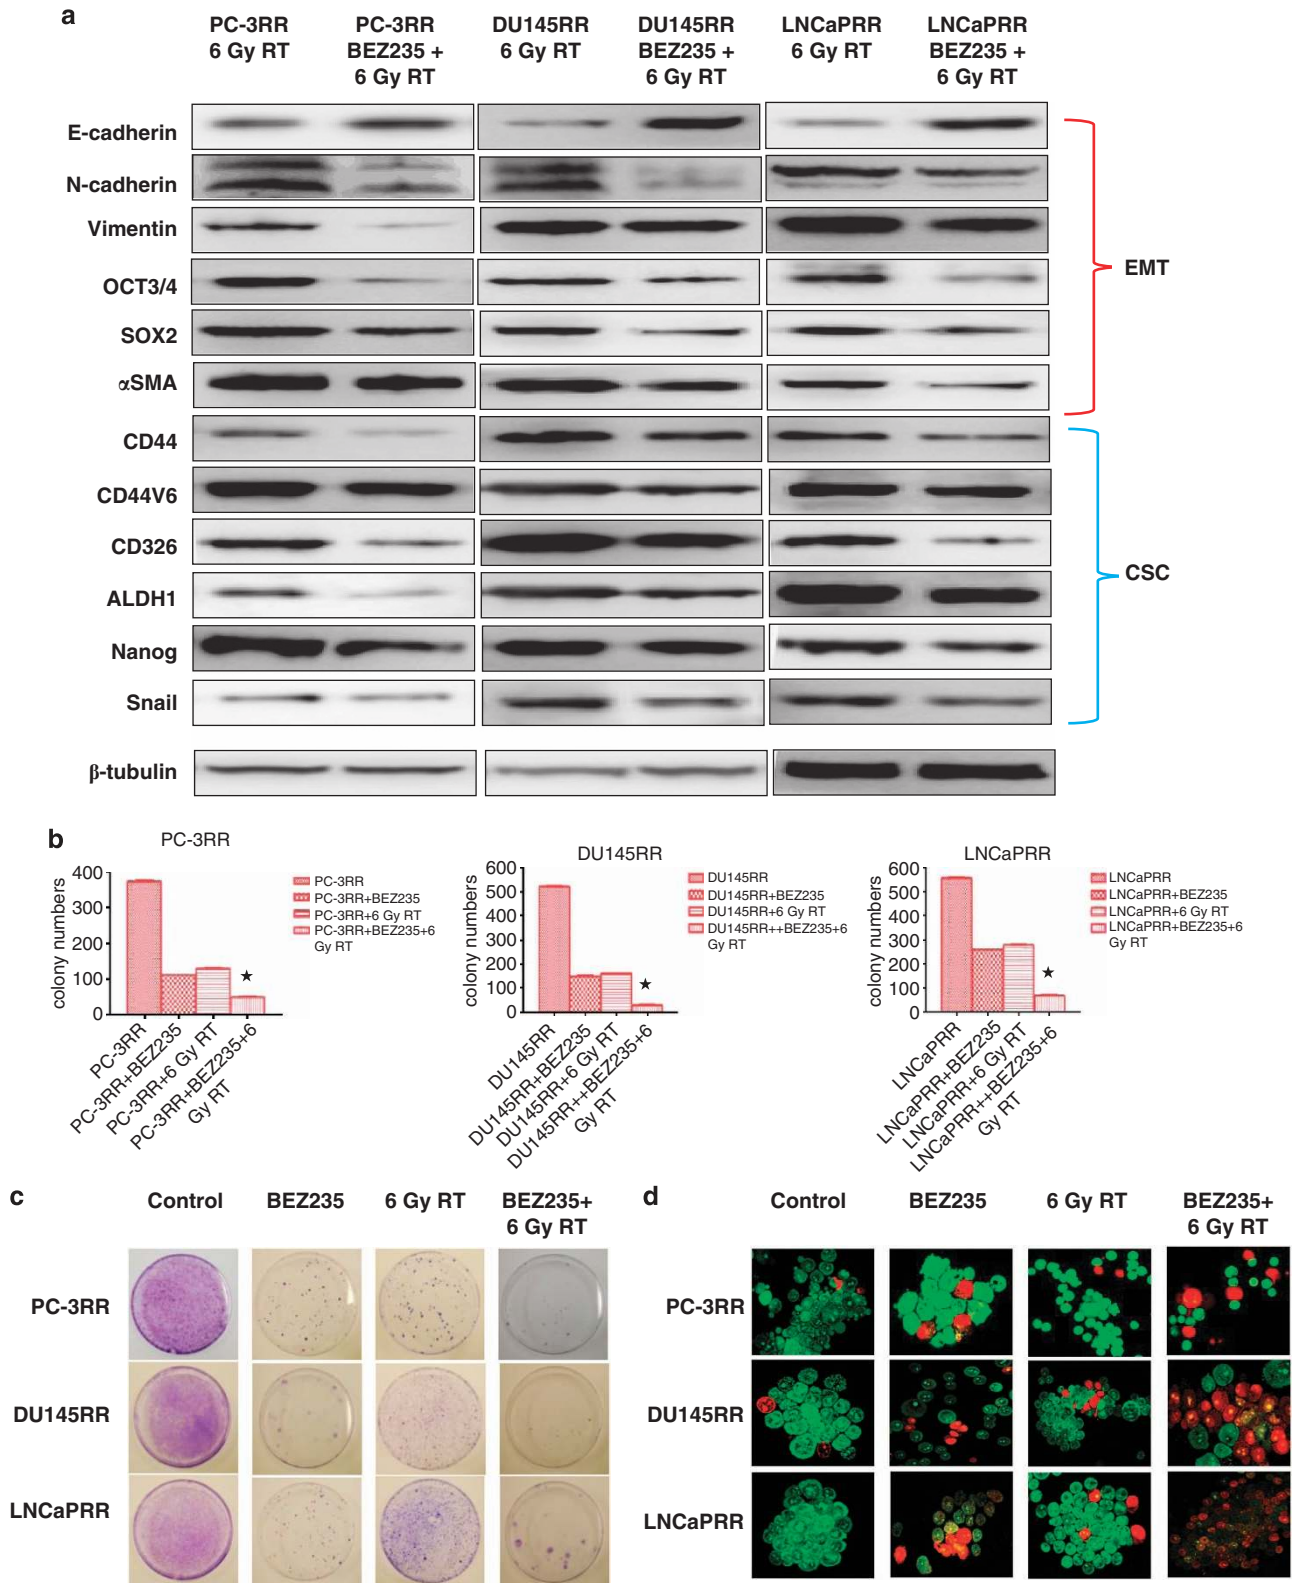 a
PC-3RR
6 Gy RT
PC-3RR
BEZ235 +
6 Gy RT
DU145RR
6 Gy RT
DU145RR
BEZ235 +
6 Gy RT
LNCaPRR
6 Gy RT
LNCaPRR
BEZ235 +
6 Gy RT
E-cadherin
N-cadherin
Vimentin
OCT3/4
SOX2
αSMA
EMT
CD44
CD44V6
CD326
ALDH1
Nanog
Snail
CSC
β-tubulin
b
PC-3RR
colony numbers
400
300
200
100
0
PC-3RR
PC-3RR+BEZ235
PC-3RR+6 Gy RT
PC-3RR+BEZ235+6
Gy RT
★
PC-3RR
PC-3RR+BEZ235
PC-3RR+6 Gy RT
PC-3RR+BEZ235+6
Gy RT
DU145RR
colony numbers
600
500
400
300
200
100
0
DU145RR
DU145RR+BEZ235
DU145RR+6 Gy RT
DU145RR++BEZ235+6
Gy RT
★
DU145RR
DU145RR+BEZ235
DU145RR+6 Gy RT
DU145RR++BEZ235+6
Gy RT
LNCaPRR
colony numbers
600
500
400
300
200
100
0
LNCaPRR
LNCaPRR+BEZ235
LNCaPRR+6 Gy RT
LNCaPRR+BEZ235+6
Gy RT
★
LNCaPRR
LNCaPRR+BEZ235
LNCaPRR+6 Gy RT
LNCaPRR++BEZ235+6
Gy RT
c
Control
BEZ235
6 Gy RT
BEZ235+
6 Gy RT
PC-3RR
DU145RR
LNCaPRR
d
Control
BEZ235
6 Gy RT
BEZ235+
6 Gy RT
PC-3RR
DU145RR
LNCaPRR